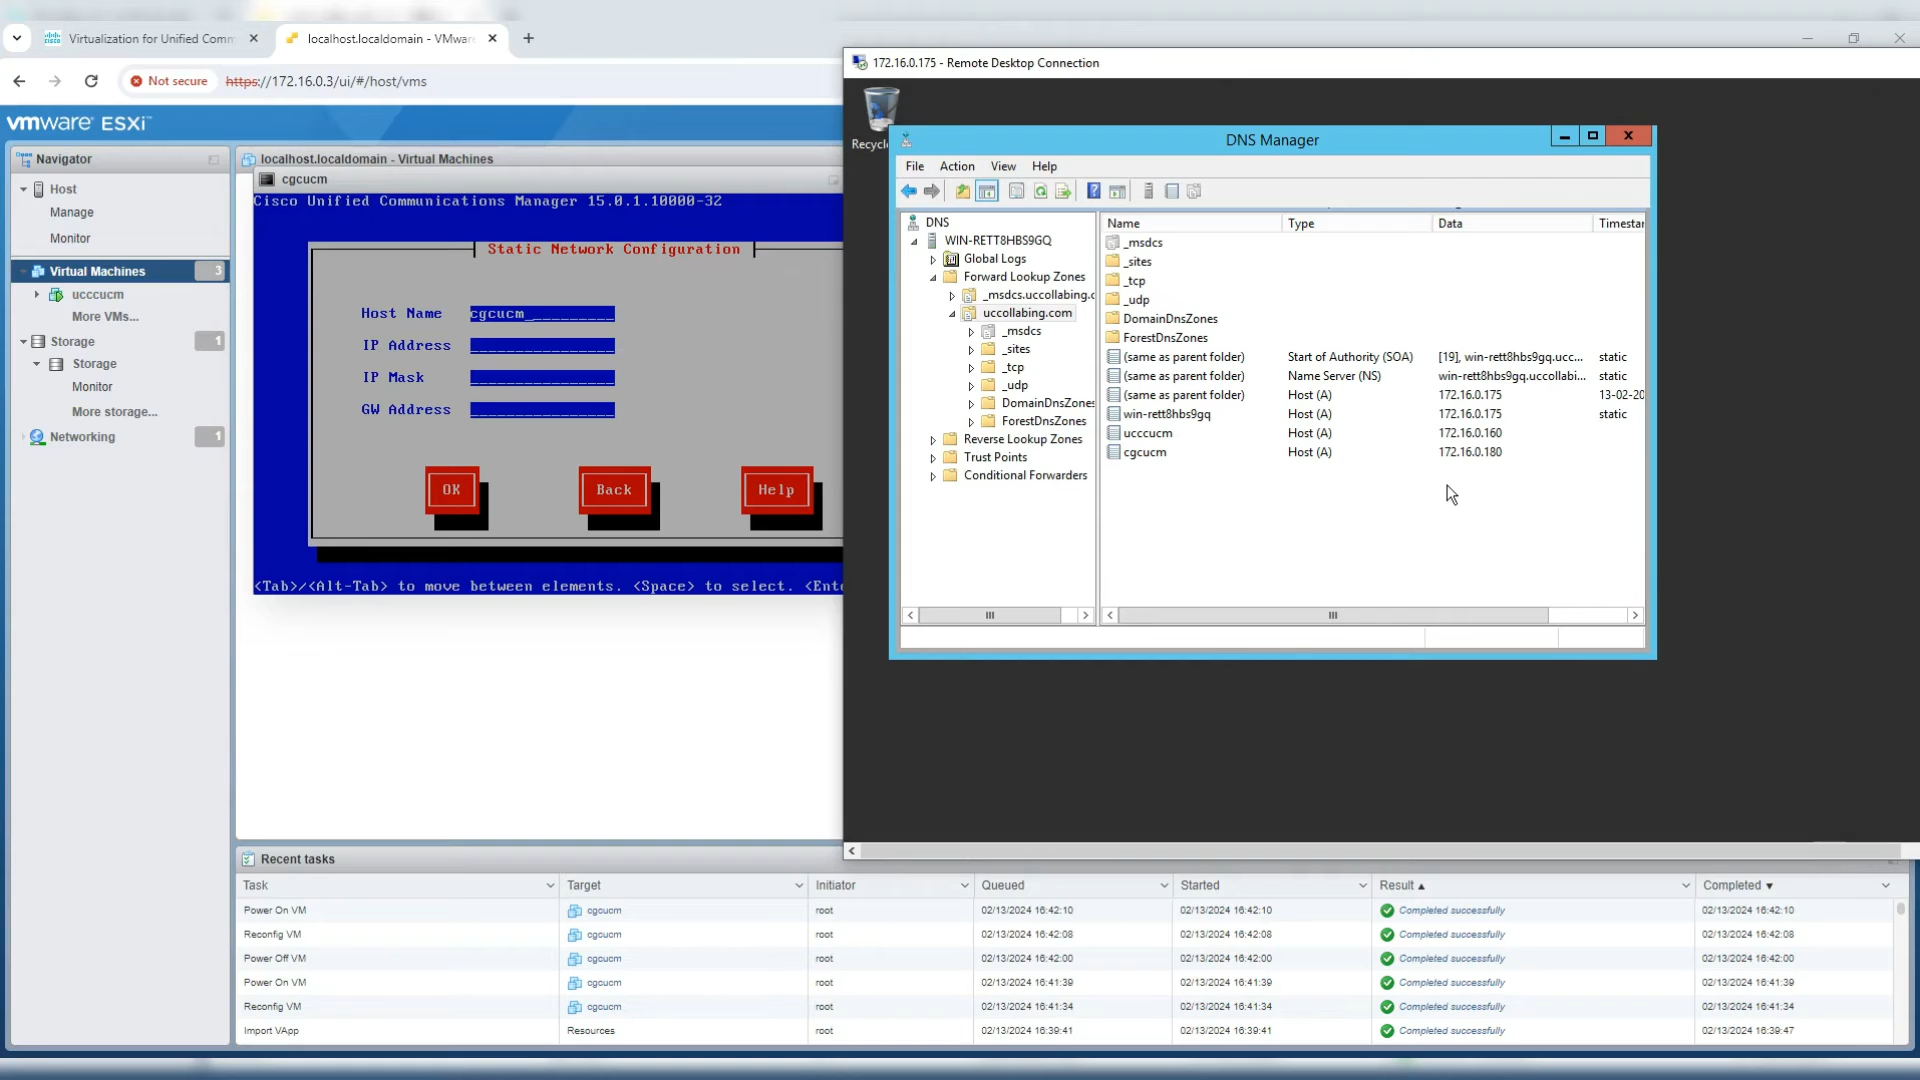 Virtualization for Unified Comm
localhost.localdomain - VMware
Not secure
https://172.16.0.3/ui/#/host/vms
vmware ESXi
Navigator
Host
Manage
Monitor
Virtual Machines 3
ucccucm
More VMs...
Storage 1
Storage
Monitor
More storage...
Networking 1
localhost.localdomain - Virtual Machines
cgcucm
Cisco Unified Communications Manager 15.0.1.10000-32
Static Network Configuration
Host Name cgcucm_________
IP Address
IP Mask
GW Address
OK Back Help
<Tab>/<Alt-Tab> to move between elements. <Space> to select. <Ente
172.16.0.175 - Remote Desktop Connection
Recycl
DNS Manager
File Action View Help
DNS
WIN-RETT8HBS9GQ
Global Logs
Forward Lookup Zones
_msdcs.uccollabing.c
uccollabing.com
_msdcs
_sites
_tcp
_udp
DomainDnsZones
ForestDnsZones
Reverse Lookup Zones
Trust Points
Conditional Forwarders
Name Type Data Timestar
_msdcs
_sites
_tcp
_udp
DomainDnsZones
ForestDnsZones
(same as parent folder) Start of Authority (SOA) [19], win-rett8hbs9gq.ucc... static
(same as parent folder) Name Server (NS) win-rett8hbs9gq.uccollabi... static
(same as parent folder) Host (A) 172.16.0.175 13-02-20
win-rett8hbs9gq Host (A) 172.16.0.175 static
ucccucm Host (A) 172.16.0.160
cgcucm Host (A) 172.16.0.180
Recent tasks
Task Target Initiator Queued Started Result Completed
Power On VM cgcucm root 02/13/2024 16:42:10 02/13/2024 16:42:10 Completed successfully 02/13/2024 16:42:10
Reconfig VM cgcucm root 02/13/2024 16:42:08 02/13/2024 16:42:08 Completed successfully 02/13/2024 16:42:08
Power Off VM cgcucm root 02/13/2024 16:42:00 02/13/2024 16:42:00 Completed successfully 02/13/2024 16:42:00
Power On VM cgcucm root 02/13/2024 16:41:39 02/13/2024 16:41:39 Completed successfully 02/13/2024 16:41:39
Reconfig VM cgcucm root 02/13/2024 16:41:34 02/13/2024 16:41:34 Completed successfully 02/13/2024 16:41:34
Import VApp Resources root 02/13/2024 16:39:41 02/13/2024 16:39:41 Completed successfully 02/13/2024 16:39:47